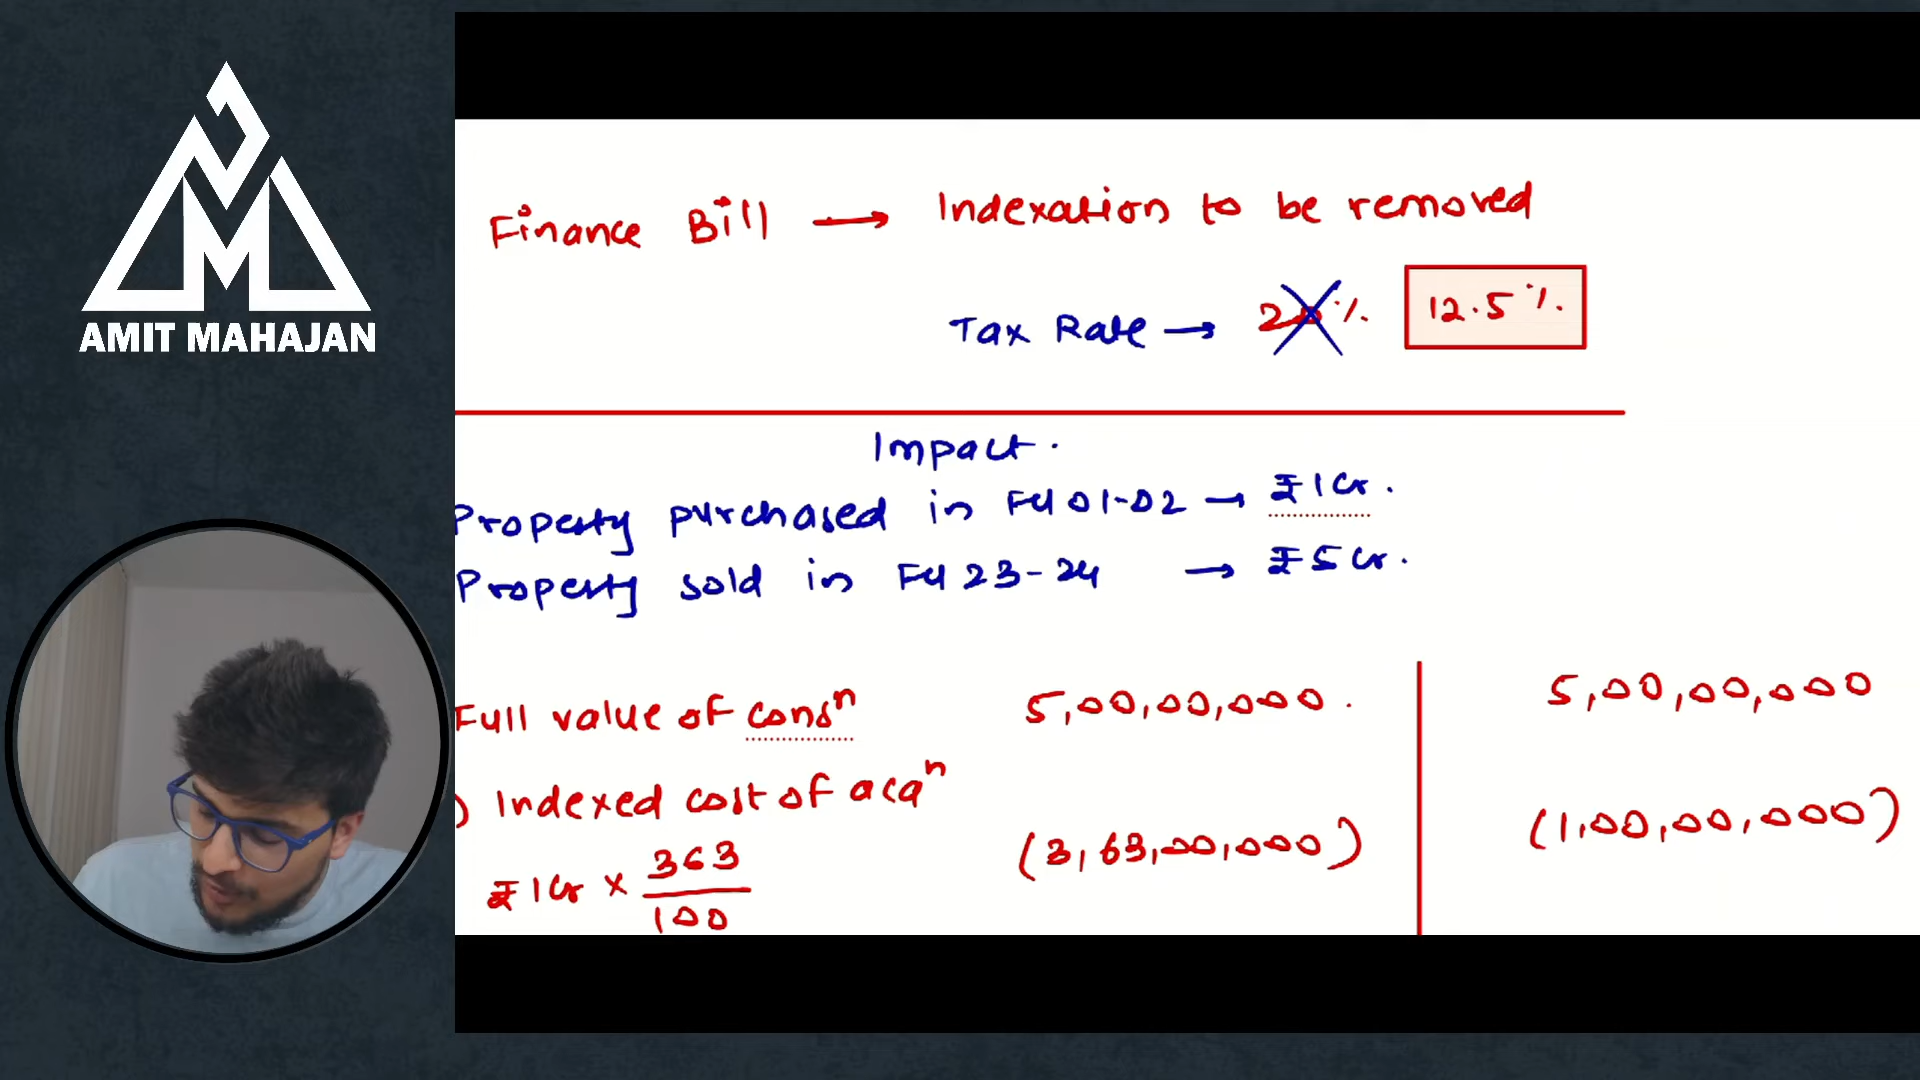 AMIT MAHAJAN
Finance Bill → Indexation to be removed
Tax Rate → 20% 12.5%
Impact.
Property purchased in FY 01-02 → ₹1Cr.
Property sold in FY 23-24 → ₹5Cr.
Full value of consⁿ 5,00,00,000. 5,00,00,000
) Indexed cost of acqⁿ
(3,63,00,000) (1,00,00,000)
₹1Cr × 363
100